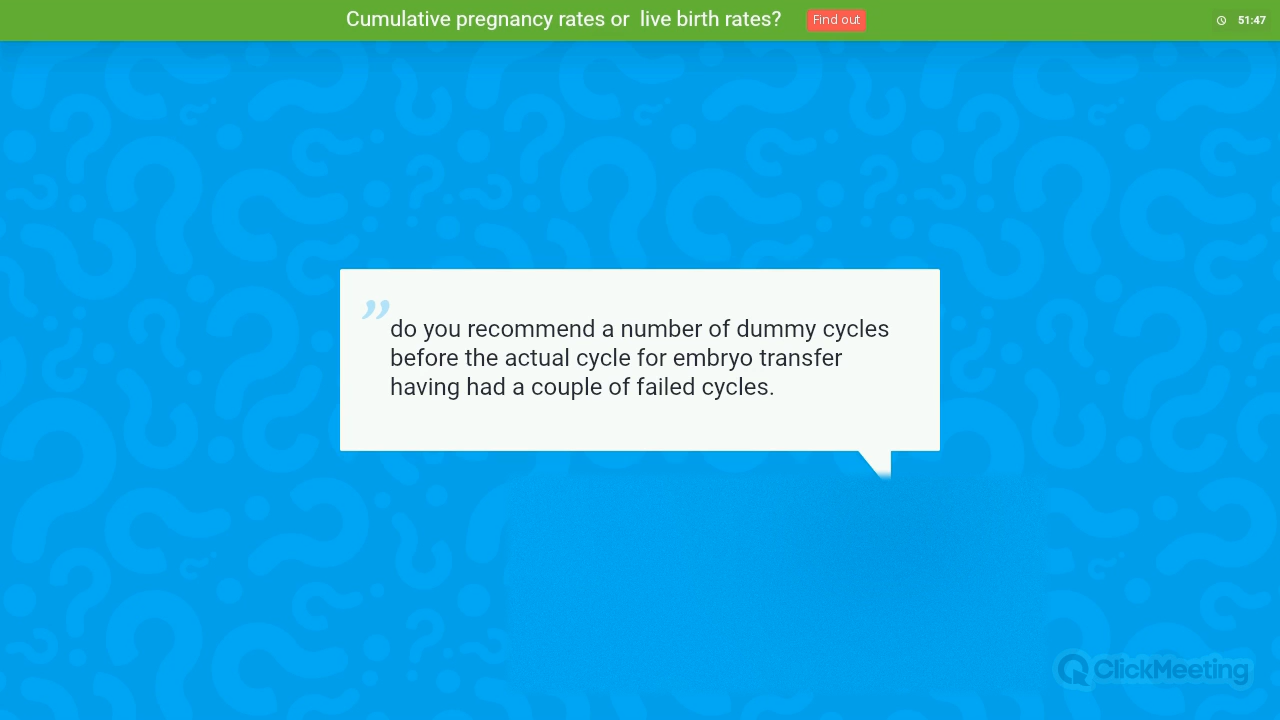 Cumulative pregnancy rates or  live birth rates?
Find out
51:47
” do you recommend a number of dummy cycles
before the actual cycle for embryo transfer
having had a couple of failed cycles.
ClickMeeting